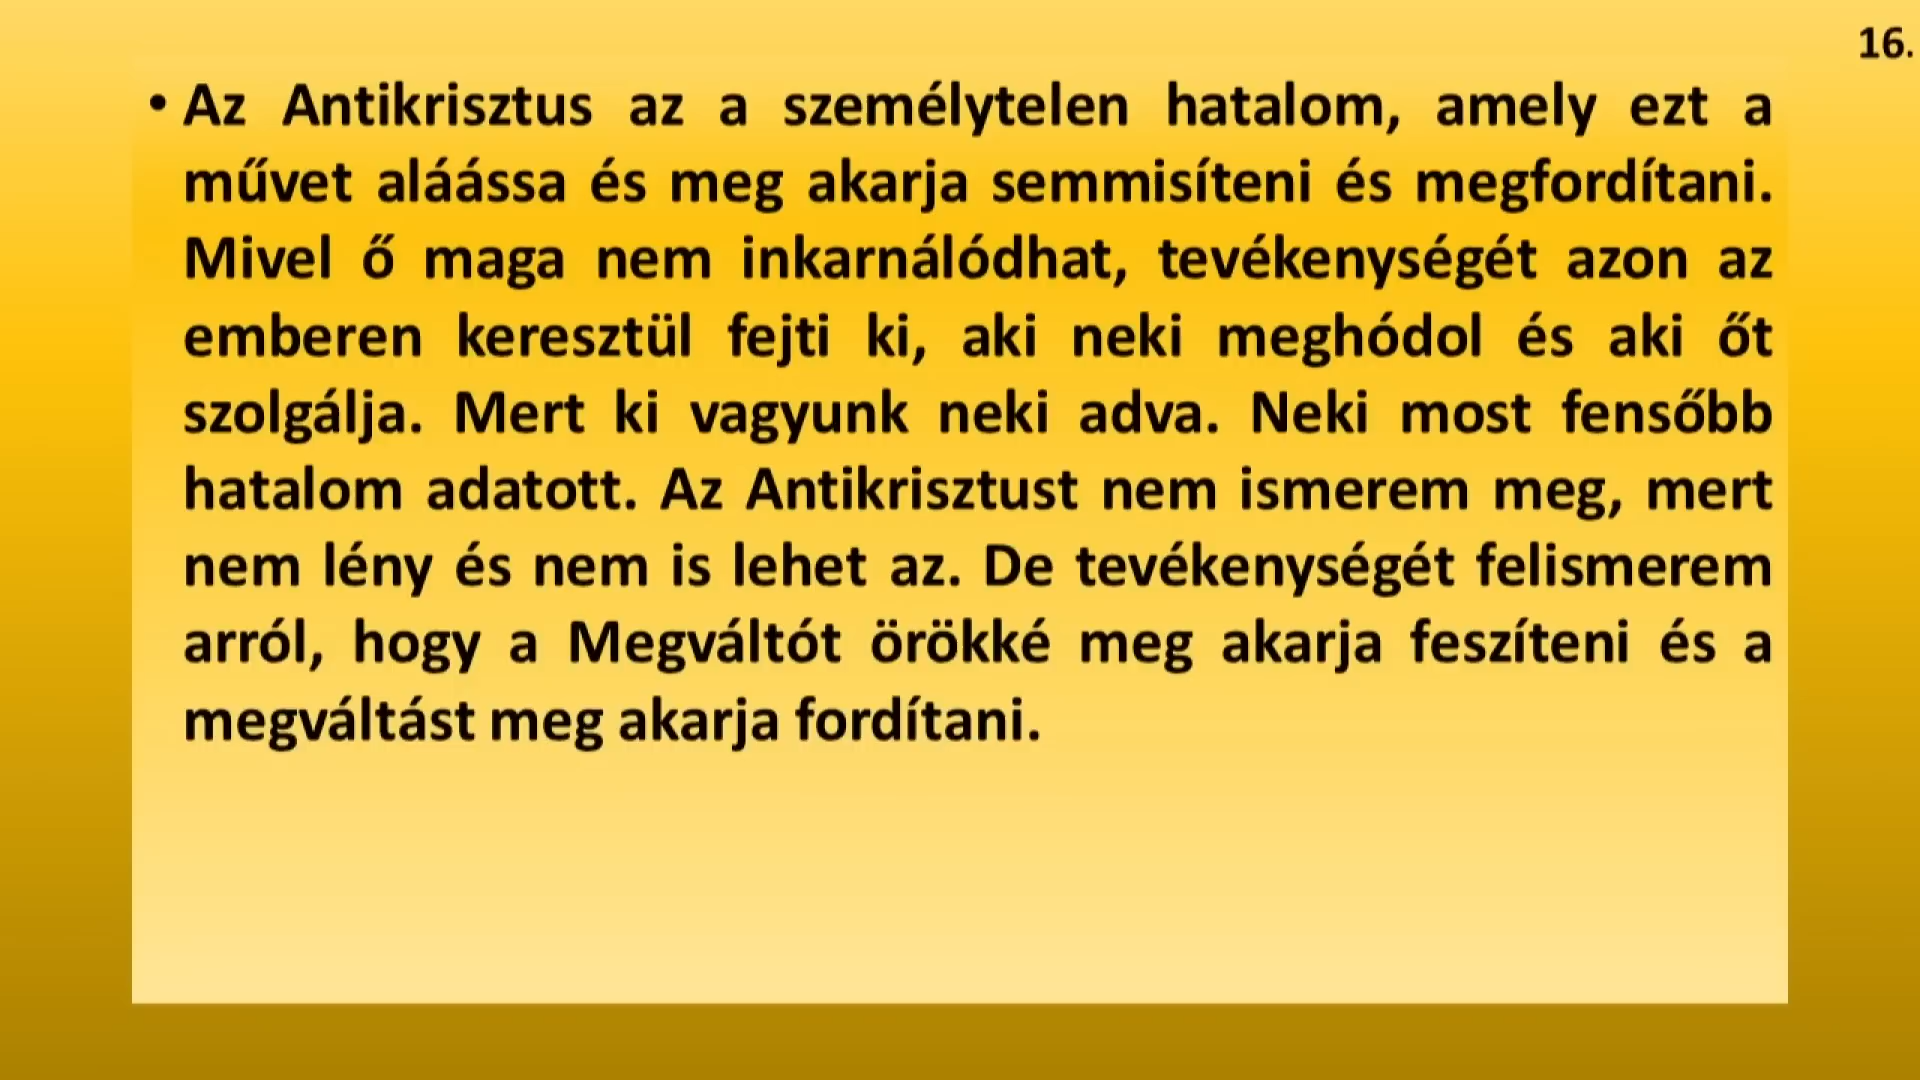 16.
• Az Antikrisztus az a személytelen hatalom, amely ezt a
művet aláássa és meg akarja semmisíteni és megfordítani.
Mivel ő maga nem inkarnálódhat, tevékenységét azon az
emberen keresztül fejti ki, aki neki meghódol és aki őt
szolgálja. Mert ki vagyunk neki adva. Neki most fensőbb
hatalom adatott. Az Antikrisztust nem ismerem meg, mert
nem lény és nem is lehet az. De tevékenységét felismerem
arról, hogy a Megváltót örökké meg akarja feszíteni és a
megváltást meg akarja fordítani.